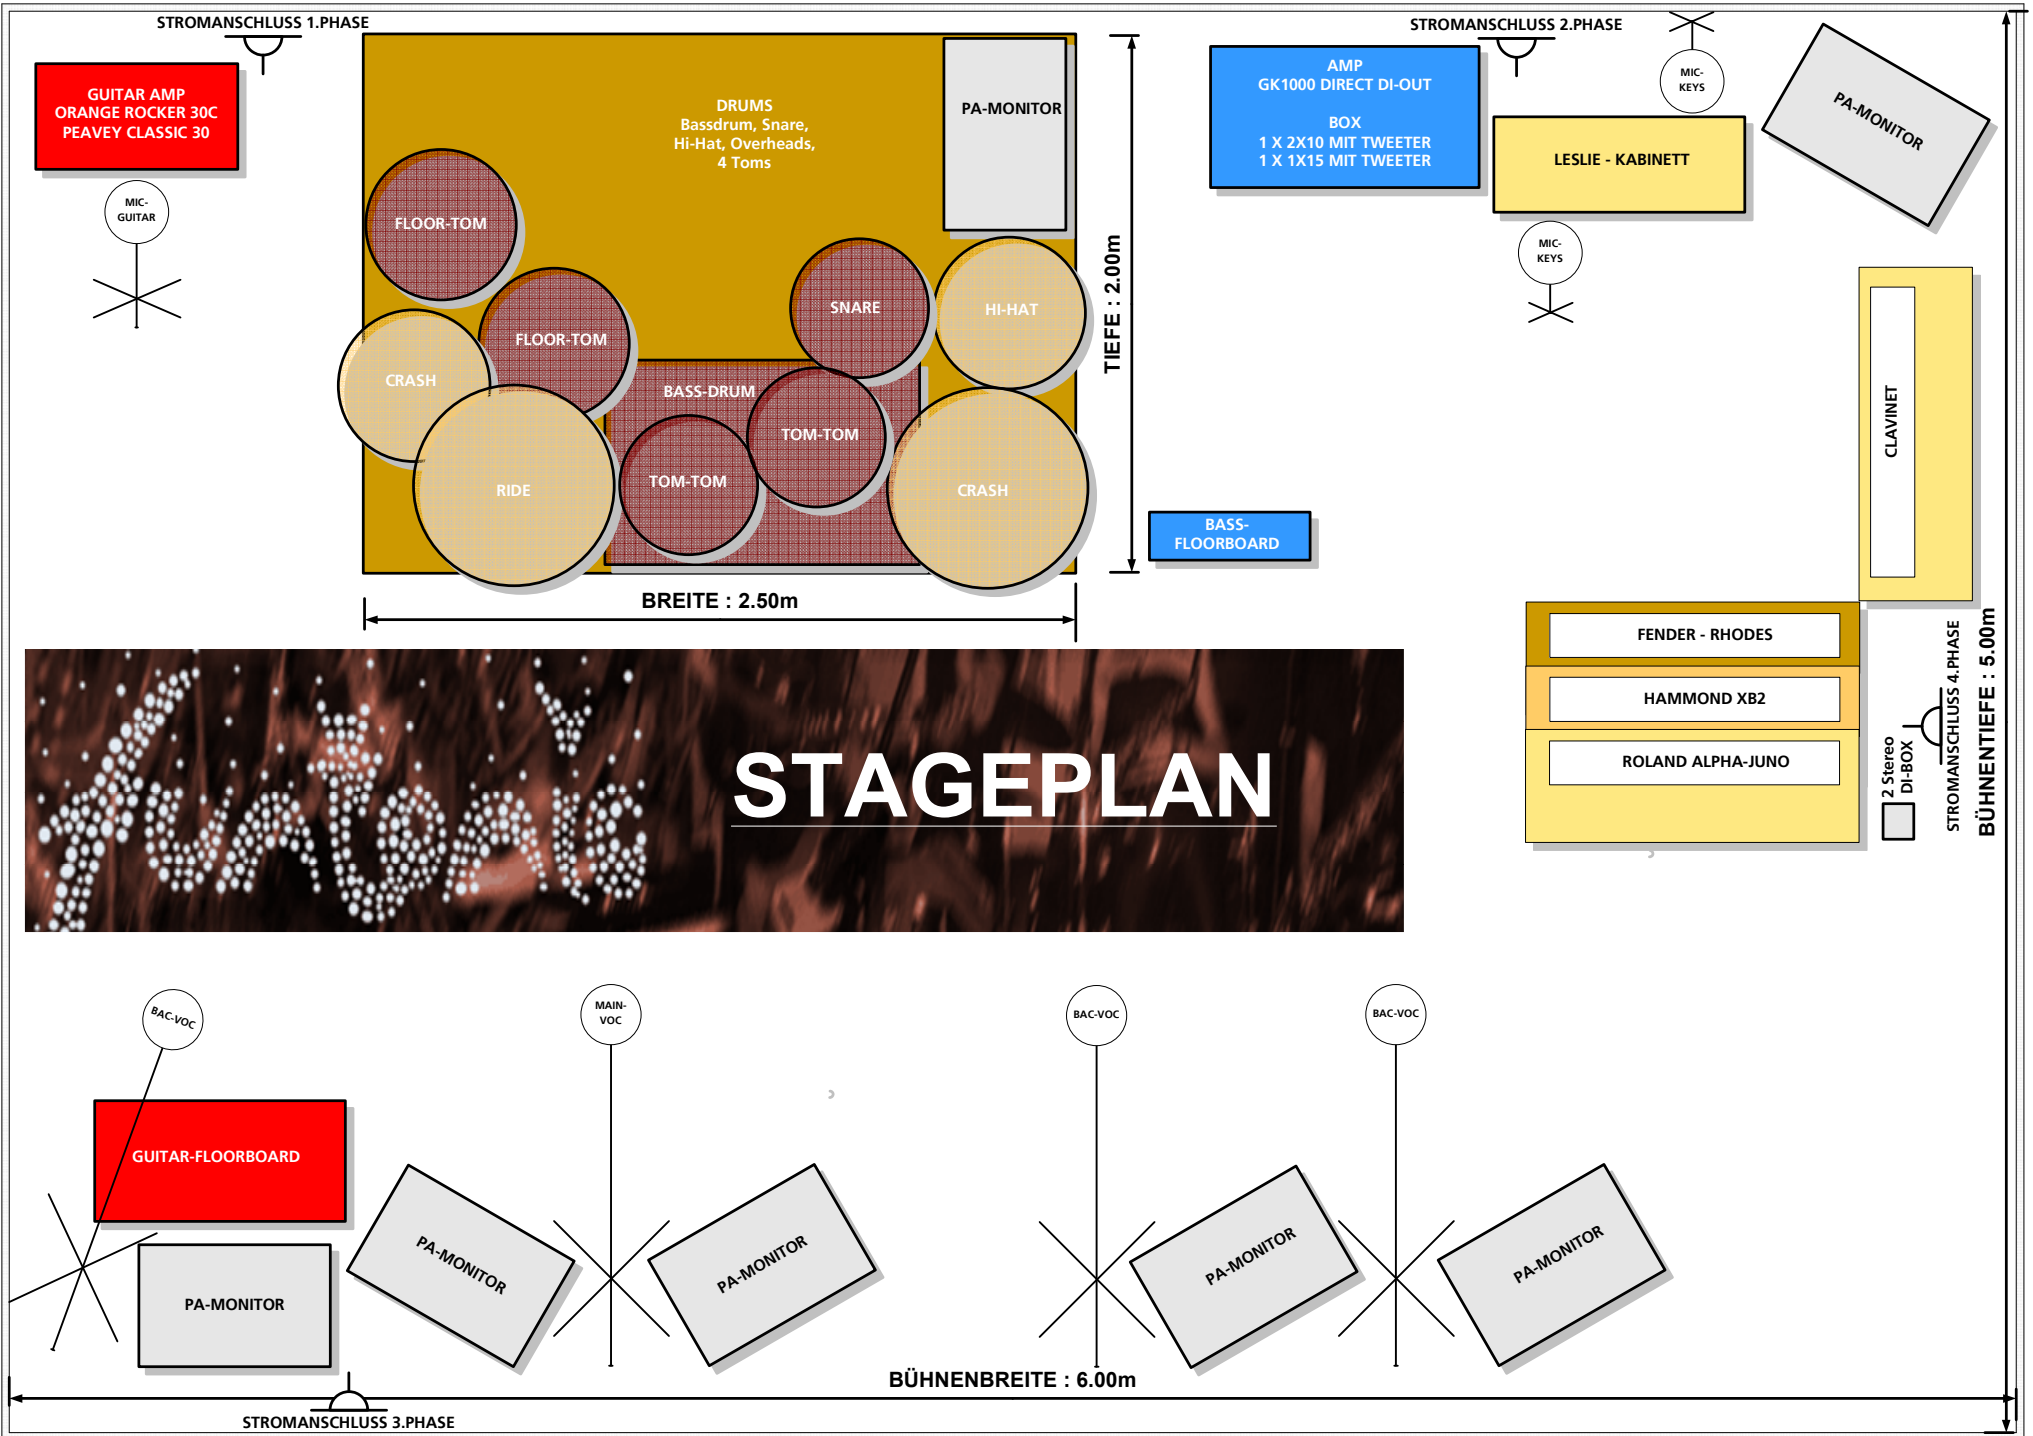 STROMANSCHLUSS 1.PHASE
STROMANSCHLUSS 2.PHASE
GUITAR AMP
ORANGE ROCKER 30C
PEAVEY CLASSIC 30
MIC-
GUITAR
DRUMS
Bassdrum, Snare,
Hi-Hat, Overheads,
4 Toms
PA-MONITOR
AMP
GK1000 DIRECT DI-OUT
BOX
1 X 2X10 MIT TWEETER
1 X 1X15 MIT TWEETER
MIC-
KEYS
LESLIE - KABINETT
PA-MONITOR
MIC-
KEYS
FLOOR-TOM
FLOOR-TOM
SNARE
HI-HAT
CRASH
BASS-DRUM
TOM-TOM
TOM-TOM
RIDE
CRASH
TIEFE : 2.00m
BREITE : 2.50m
BASS-
FLOORBOARD
CLAVINET
FENDER - RHODES
HAMMOND XB2
ROLAND ALPHA-JUNO
2 Stereo
DI-BOX
STROMANSCHLUSS 4.PHASE
BÜHNENTIEFE : 5.00m
STAGEPLAN
BAC-VOC
MAIN-
VOC
BAC-VOC
BAC-VOC
GUITAR-FLOORBOARD
PA-MONITOR
PA-MONITOR
PA-MONITOR
PA-MONITOR
PA-MONITOR
BÜHNENBREITE : 6.00m
STROMANSCHLUSS 3.PHASE